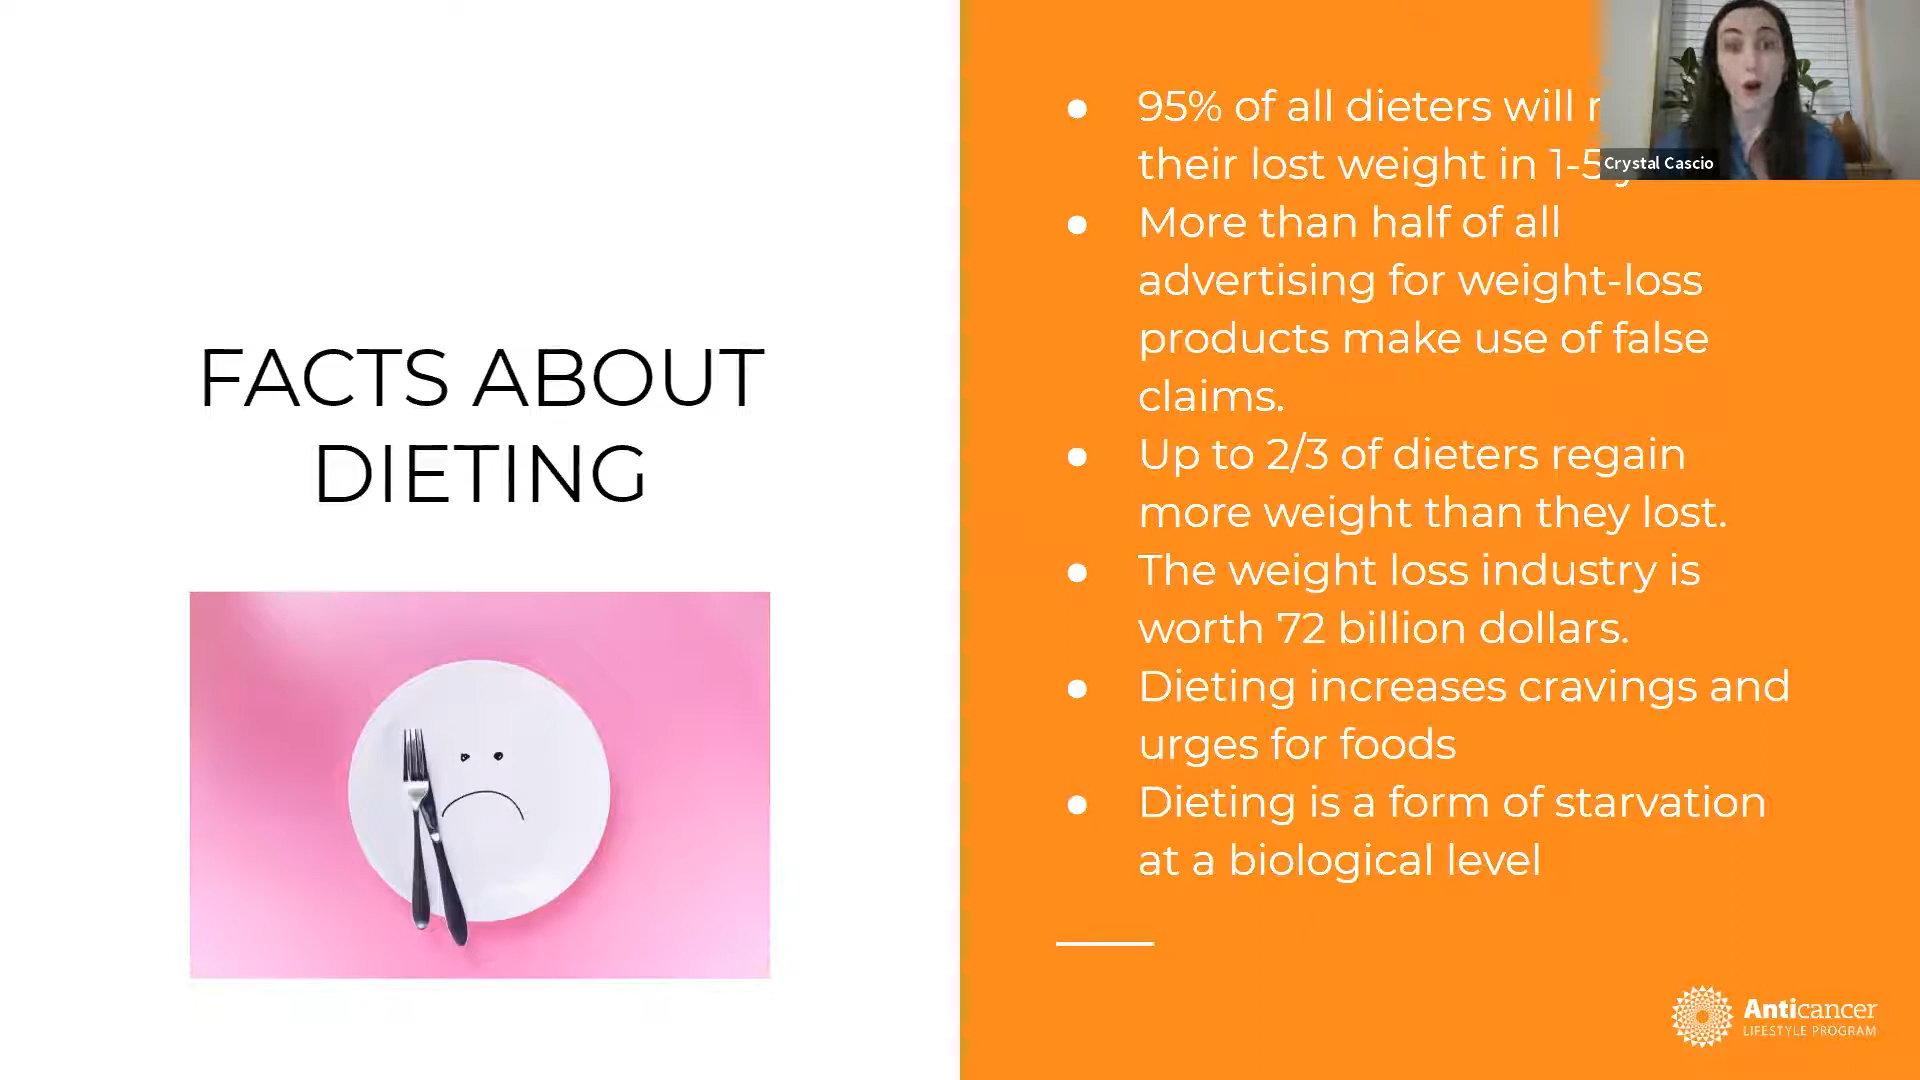 FACTS ABOUT
DIETING
95% of all dieters will
their lost weight in 1-5
More than half of all
advertising for weight-loss
products make use of false
claims.
Up to 2/3 of dieters regain
more weight than they lost.
The weight loss industry is
worth 72 billion dollars.
Dieting increases cravings and
urges for foods
Dieting is a form of starvation
at a biological level
Crystal Cascio
Anticancer
LIFESTYLE PROGRAM